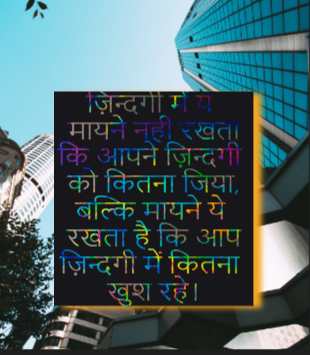 ज़िन्दगी में ये
मायने नही रखता
कि आपने ज़िन्दगी
को कितना जिया,
बल्कि मायने ये
रखता है कि आप
ज़िन्दगी में कितना
खुश रहे।